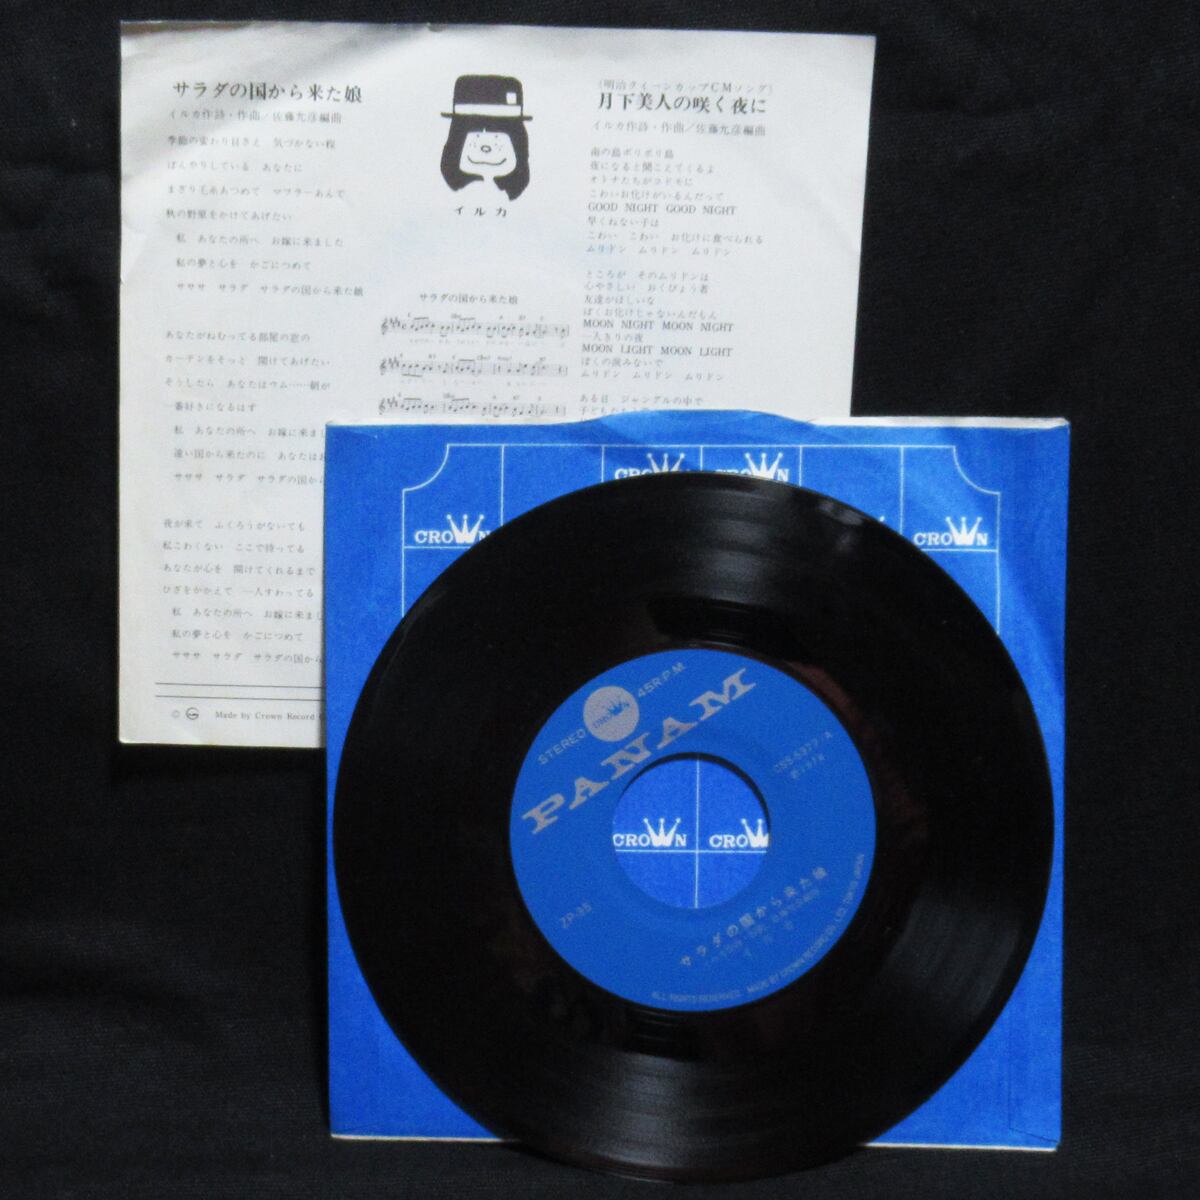 サラダの国から来た娘
イルカ作詩・作曲/佐藤允彦編曲
季節の変わり目さえ 気づかない程
ぼんやりしている あなたに
まざり毛糸あつめて マフラーあんで
秋の野原をかけてあげたい
私 あなたの所へ お嫁に来ました
私の夢と心を かごにつめて
サササ サラダ サラダの国から来た娘
あなたがねむってる部屋の窓の
カーテンをそっと 開けてあげたい
そうしたら あなたはウム……朝が
一番好きになるはず
私 あなたの所へ お嫁に来まし
遠い国から来たのに あなたはお
サササ サラダ サラダの国か
夜が来て ふくろうがないても
私こわくない ここで待ってる
あなたが心を 開けてくれるまで
ひざをかかえて 一人すわってる
私 あなたの所へ お嫁に来まし
私の夢と心を かごにつめて
サササ サラダ サラダの国から
© G Made by Crown Record
イルカ
サラダの国から来た娘
(明治クイーンカップCMソング)
月下美人の咲く夜に
イルカ作詩・作曲/佐藤允彦編曲
南の島ポリポリ島
夜になると聞こえてくるよ
オトナたちがコドモに
こわいお化けがいるんだって
GOOD NIGHT GOOD NIGHT
早くねない子は
こわい こわい お化けに食べられる
ムリドン ムリドン ムリドン
ところが そのムリドンは
心やさしい おくびょう者
友達がほしいな
ぼくお化けじゃないんだもん
MOON NIGHT MOON NIGHT
一人きりの夜
MOON LIGHT MOON LIGHT
ぼくの涙みないで
ムリドン ムリドン ムリドン
ある日 ジャングルの中で
子どもたち
CROWN CROWN
CROWN CROWN
STEREO CROWN 45R.P.M.
PANAM
CSS-5377/A
CROWN CROWN
ZP-35
サラダの国から来た娘
イルカ
ALL RIGHTS RESERVED. MADE BY CROWN RECORD CO., LTD. TOKYO JAPAN